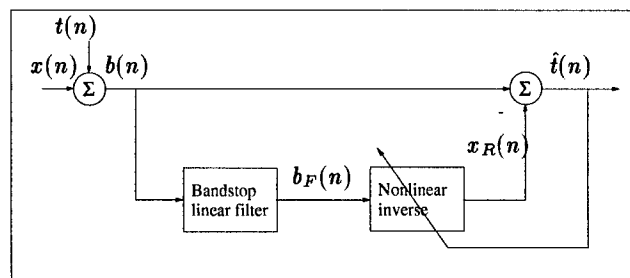 t(n)
x(n) b(n) t̂(n)
Σ Σ
-
x_R(n)
b_F(n)
Bandstop
linear filter
Nonlinear
inverse